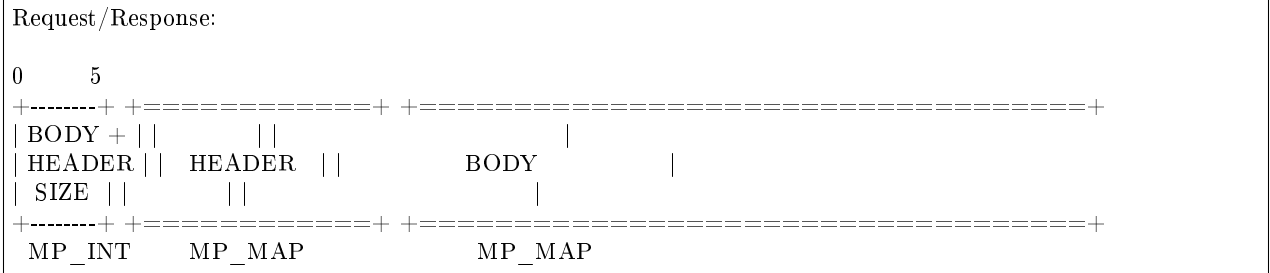 Request/Response:
0 5
+--------+ +============+ +===================================+
| BODY + | | | | |
| HEADER | | HEADER | | BODY |
| SIZE | | | | |
+--------+ +============+ +===================================+
MP_INT MP_MAP MP_MAP